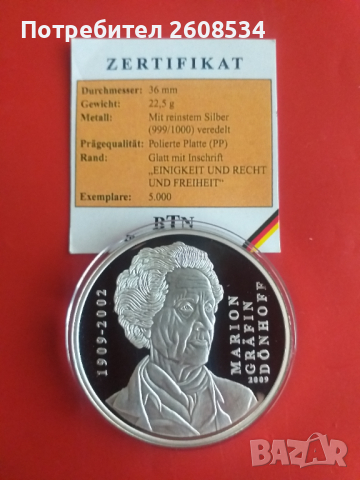 Потребител 2608534
ZERTIFIKAT
Durchmesser: 36 mm
Gewicht: 22,5 g
Metall: Mit reinstem Silber
(999/1000) veredelt
Prägequalität: Polierte Platte (PP)
Rand: Glatt mit Inschrift
„EINIGKEIT UND RECHT
UND FREIHEIT“
Exemplare: 5.000
BTN
1909-2002
MARION
GRÄFIN
DÖNHOFF
2009
BAZAR
bg